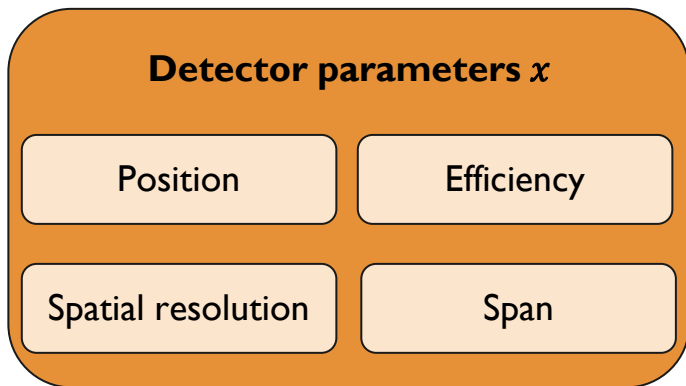 Detector parameters x
Position
Efficiency
Spatial resolution
Span